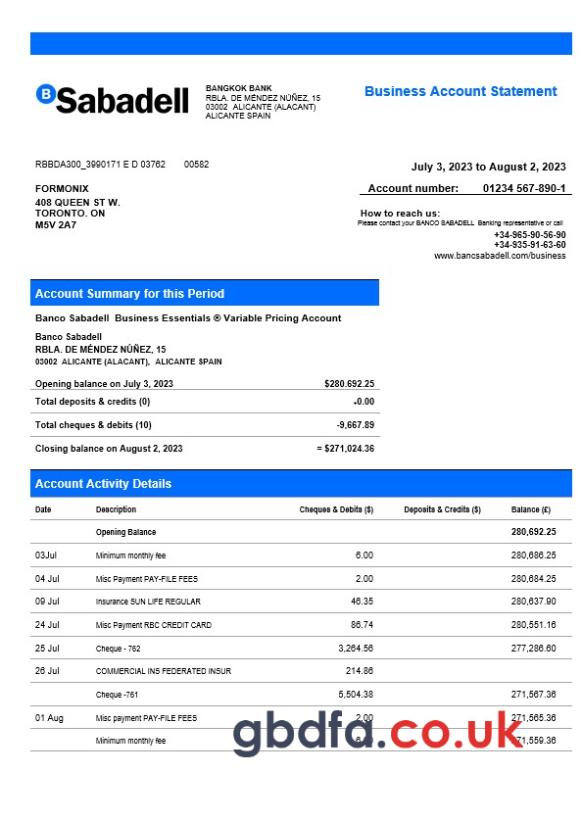 B Sabadell
BANGKOK BANK
RBLA. DE MÉNDEZ NÚÑEZ, 15
03002 ALICANTE (ALACANT)
ALICANTE SPAIN
Business Account Statement
RBBDA300_3990171 E D 03762 00582
July 3, 2023 to August 2, 2023
FORMONIX
408 QUEEN ST W.
TORONTO. ON
M5V 2A7
Account number: 01234 567-890-1
How to reach us:
Please contact your BANCO SABADELL Banking representative or call
+34-965-90-56-90
+34-935-91-63-60
www.bancsabadell.com/business
Account Summary for this Period
Banco Sabadell Business Essentials ® Variable Pricing Account
Banco Sabadell
RBLA. DE MÉNDEZ NÚÑEZ, 15
03002 ALICANTE (ALACANT), ALICANTE SPAIN
Opening balance on July 3, 2023 $280.692.25
Total deposits & credits (0) -0.00
Total cheques & debits (10) -9,667.89
Closing balance on August 2, 2023 = $271,024.36
Account Activity Details
Date Description Cheques & Debits ($) Deposits & Credits ($) Balance (£)
Opening Balance 280,692.25
03Jul Minimum monthly fee 6.00 280,686.25
04 Jul Misc Payment PAY-FILE FEES 2.00 280,684.25
09 Jul Insurance SUN LIFE REGULAR 46.35 280,637.90
24 Jul Misc Payment RBC CREDIT CARD 86.74 280,551.16
25 Jul Cheque - 762 3,264.56 277,286.60
26 Jul COMMERCIAL INS FEDERATED INSUR 214.86
Cheque -761 5,504.38 271,567.36
01 Aug Misc payment PAY-FILE FEES 2.00 271,565.36
Minimum monthly fee 271,559.36
gbdfa.co.uk